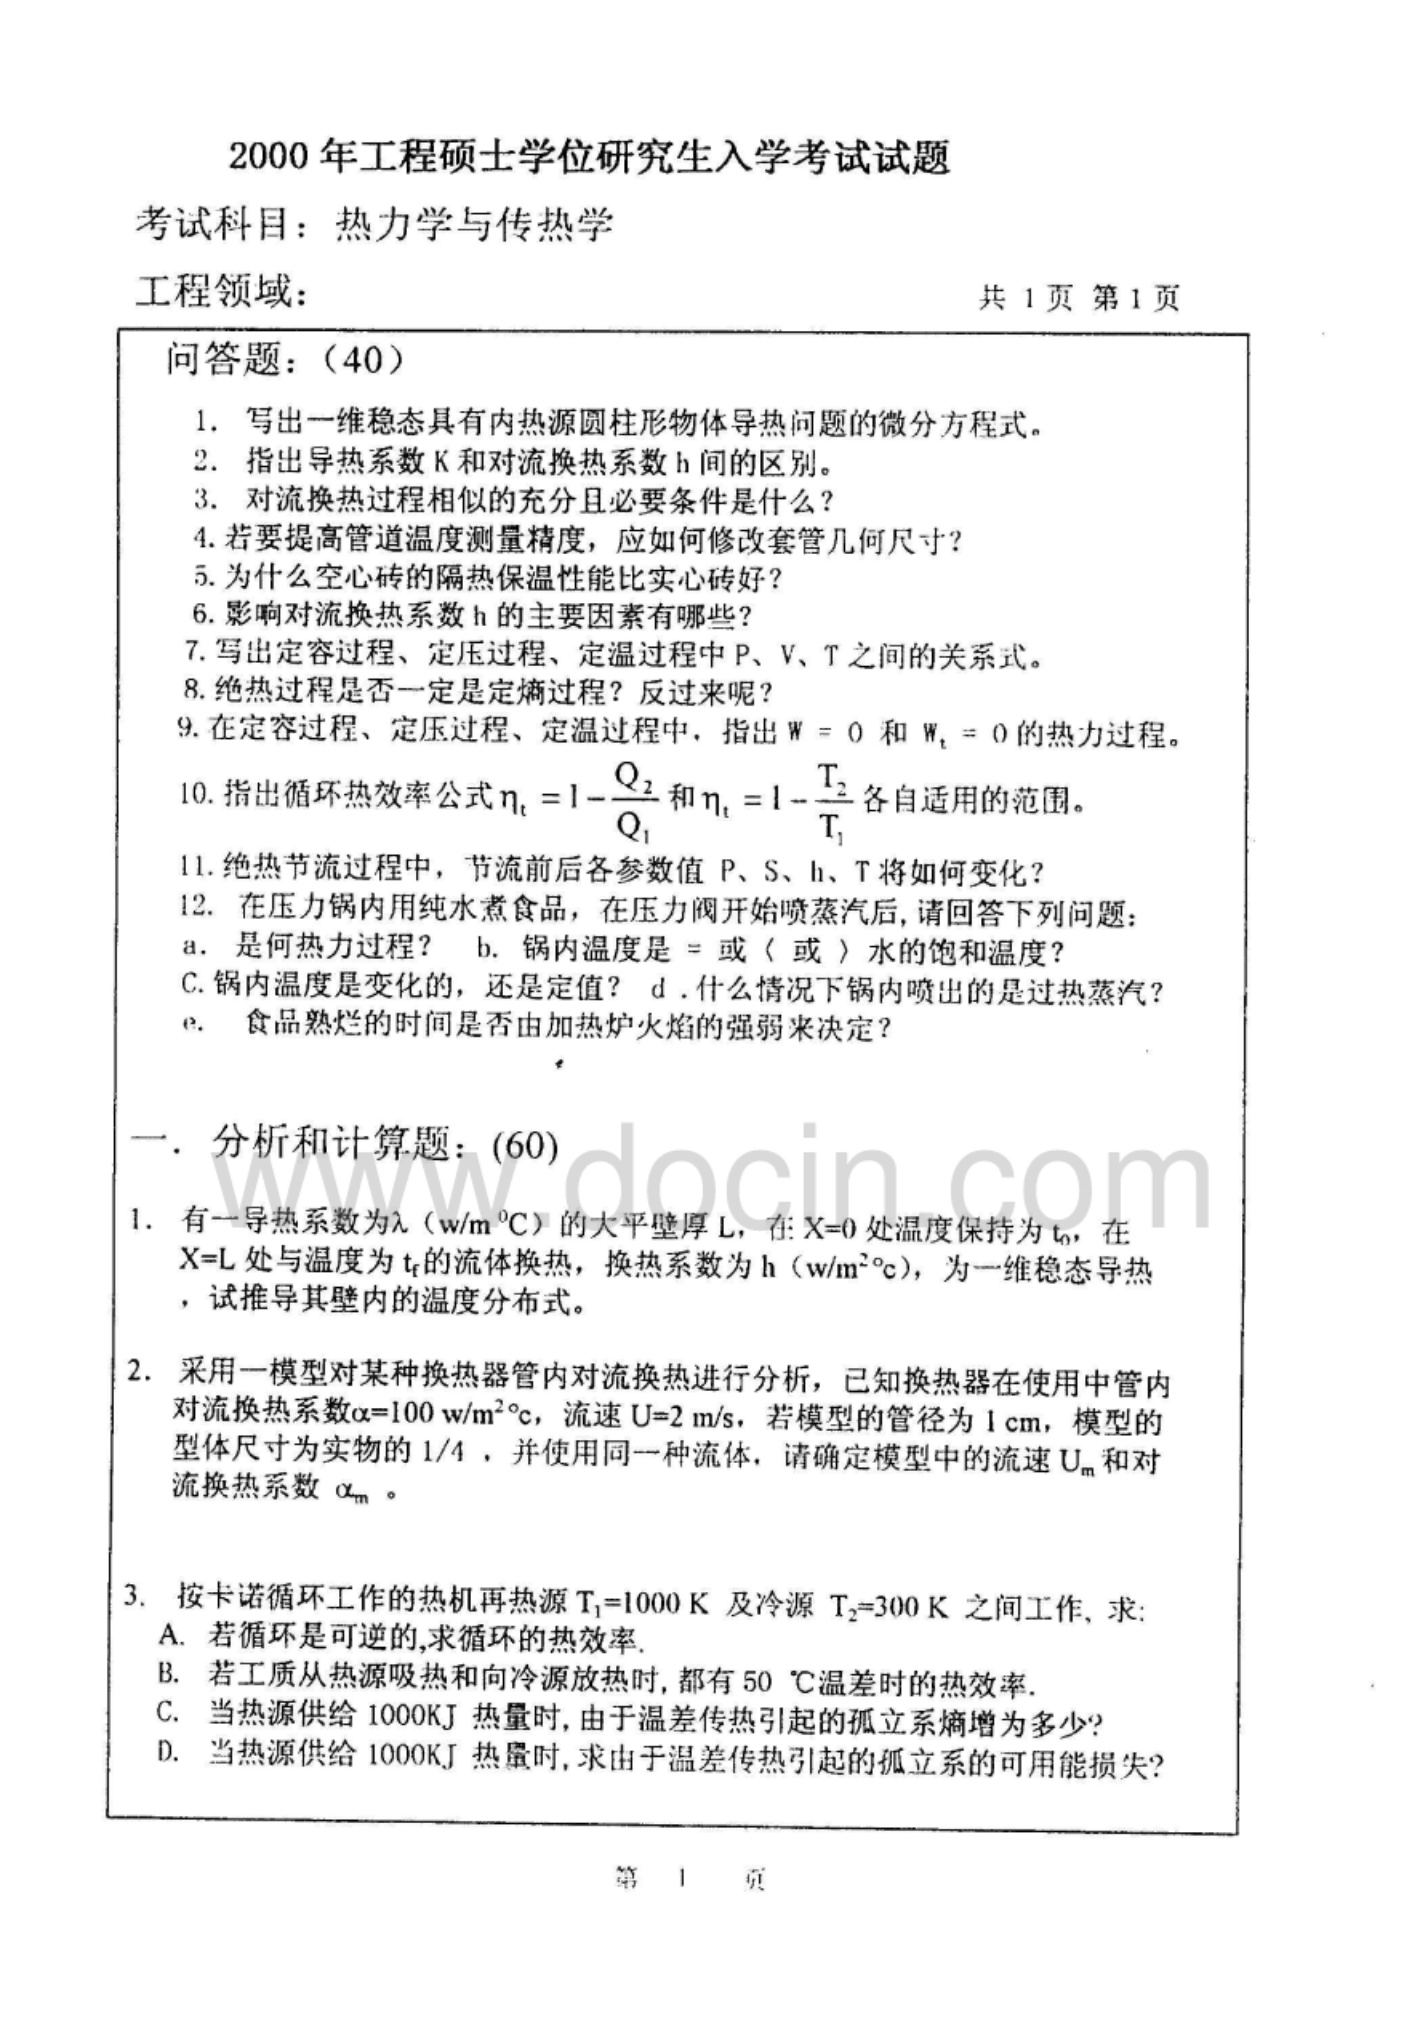 2000 年工程硕士学位研究生入学考试试题
考试科目：热力学与传热学
工程领域：
共 1 页 第 1 页
问答题：（40）
1. 写出一维稳态具有内热源圆柱形物体导热问题的微分方程式。
2. 指出导热系数 K 和对流换热系数 h 间的区别。
3. 对流换热过程相似的充分且必要条件是什么？
4. 若要提高管道温度测量精度，应如何修改套管几何尺寸？
5. 为什么空心砖的隔热保温性能比实心砖好？
6. 影响对流换热系数 h 的主要因素有哪些？
7. 写出定容过程、定压过程、定温过程中 P、V、T 之间的关系式。
8. 绝热过程是否一定是定熵过程？反过来呢？
9. 在定容过程、定压过程、定温过程中，指出 W = 0 和 Wₜ = 0 的热力过程。
10. 指出循环热效率公式 ηₜ = 1 - Q₂/Q₁ 和 ηₜ = 1 - T₂/T₁ 各自适用的范围。
11. 绝热节流过程中，节流前后各参数值 P、S、h、T 将如何变化？
12. 在压力锅内用纯水煮食品，在压力阀开始喷蒸汽后,请回答下列问题：
a. 是何热力过程？ b. 锅内温度是 = 或〈 或 〉水的饱和温度？
C. 锅内温度是变化的，还是定值？ d .什么情况下锅内喷出的是过热蒸汽？
e. 食品熟烂的时间是否由加热炉火焰的强弱来决定？
一．分析和计算题：(60)
www.docin.com
1. 有一导热系数为λ（w/m ⁰C）的大平壁厚 L，在 X=0 处温度保持为 t₀，在
X=L 处与温度为 t_f 的流体换热，换热系数为 h（w/m²℃），为一维稳态导热
，试推导其壁内的温度分布式。
2. 采用一模型对某种换热器管内对流换热进行分析，已知换热器在使用中管内
对流换热系数α=100 w/m²℃，流速 U=2 m/s．若模型的管径为 1 cm，模型的
型体尺寸为实物的 1/4 ，并使用同一种流体．请确定模型中的流速 Uₘ 和对
流换热系数 αₘ 。
3. 按卡诺循环工作的热机再热源 T₁=1000 K 及冷源 T₂=300 K 之间工作、求:
A. 若循环是可逆的,求循环的热效率.
B. 若工质从热源吸热和向冷源放热时,都有 50 ℃温差时的热效率.
C. 当热源供给 1000KJ 热量时,由于温差传热引起的孤立系熵增为多少?
D. 当热源供给 1000KJ 热量时,求由于温差传热引起的孤立系的可用能损失?
第 1 页